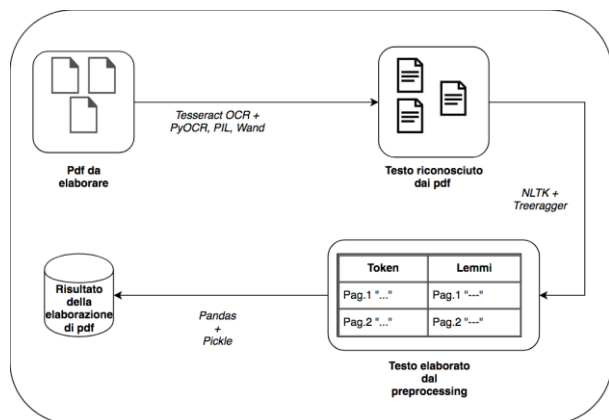 Tesseract OCR +
PyOCR, PIL, Wand
Pdf da
elaborare
Testo riconosciuto
dai pdf
NLTK +
Treeragger
Token Lemmi
Pag.1 "..." Pag.1 "---"
Pag.2 "..." Pag.2 "---"
Testo elaborato
dal
preprocessing
Pandas
+
Pickle
Risultato
della
elaborazione
di pdf